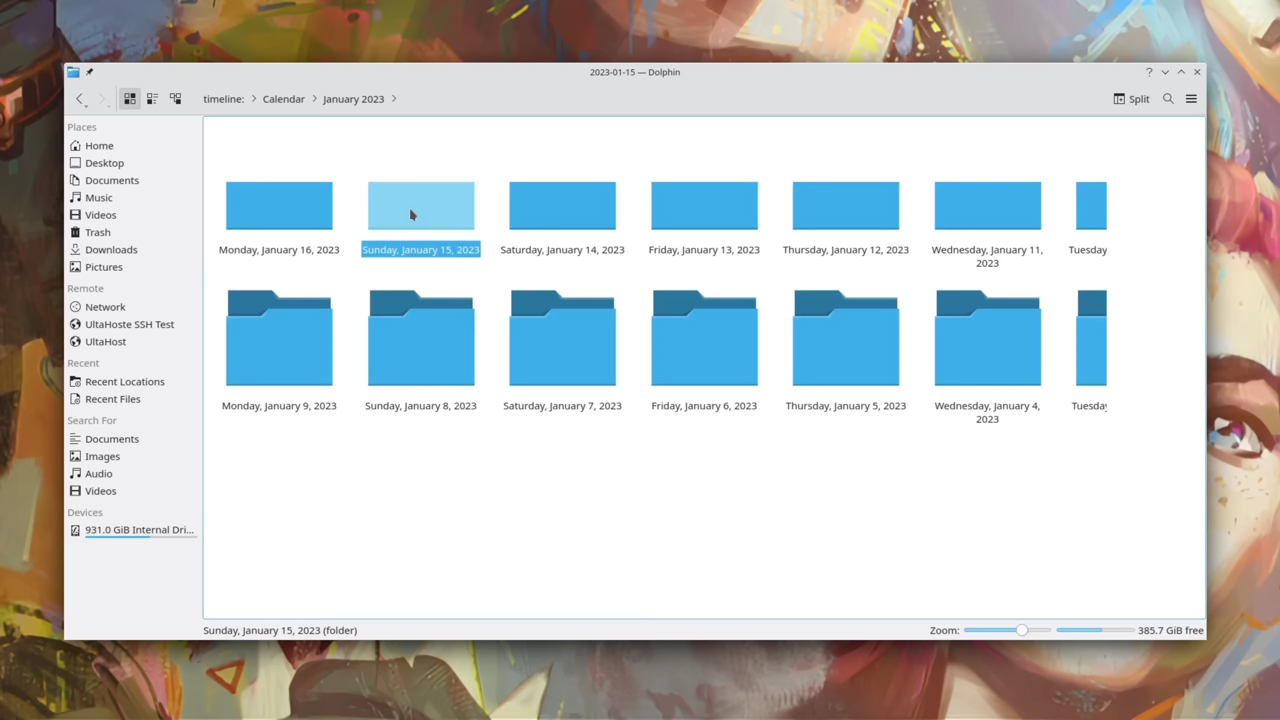 2023-01-15 — Dolphin
?
timeline: > Calendar > January 2023 >
Split
Places
Home
Desktop
Documents
Music
Videos
Trash
Downloads
Pictures
Remote
Network
UltaHoste SSH Test
UltaHost
Recent
Recent Locations
Recent Files
Search For
Documents
Images
Audio
Videos
Devices
931.0 GiB Internal Dri...
Monday, January 16, 2023
Sunday, January 15, 2023
Saturday, January 14, 2023
Friday, January 13, 2023
Thursday, January 12, 2023
Wednesday, January 11,
2023
Tuesday
Monday, January 9, 2023
Sunday, January 8, 2023
Saturday, January 7, 2023
Friday, January 6, 2023
Thursday, January 5, 2023
Wednesday, January 4,
2023
Tuesday
Sunday, January 15, 2023 (folder)
Zoom:
385.7 GiB free